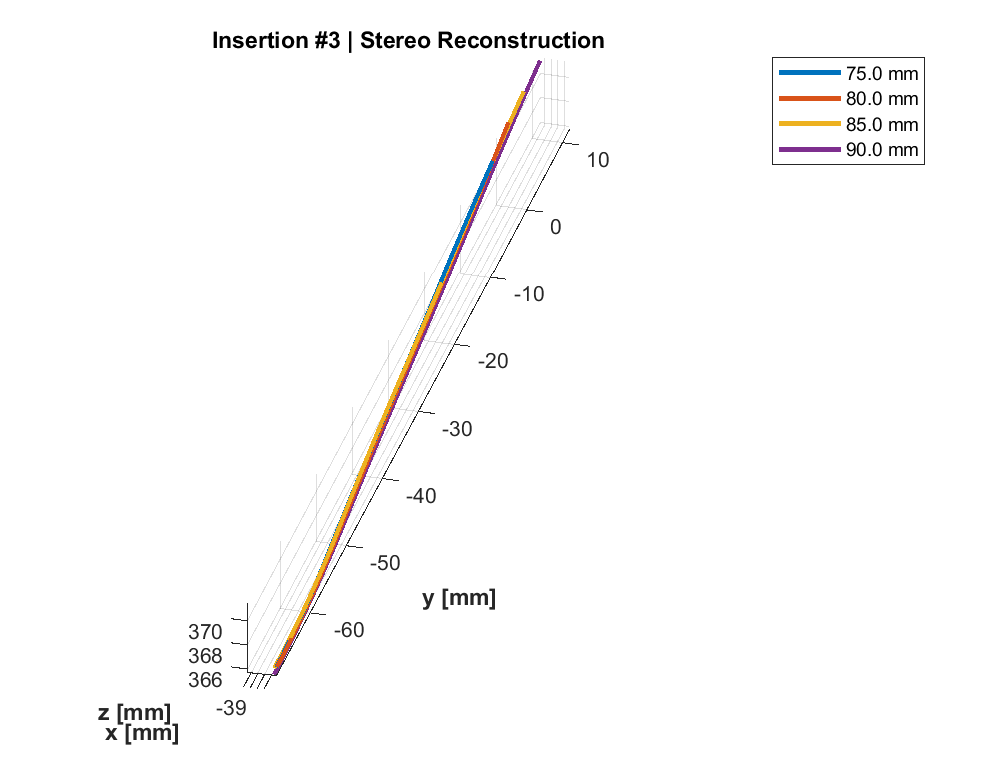 Insertion #3 | Stereo Reconstruction
75.0 mm
80.0 mm
85.0 mm
90.0 mm
10
0
-10
-20
-30
-40
-50
-60
y [mm]
370
368
366
-39
z [mm]
x [mm]